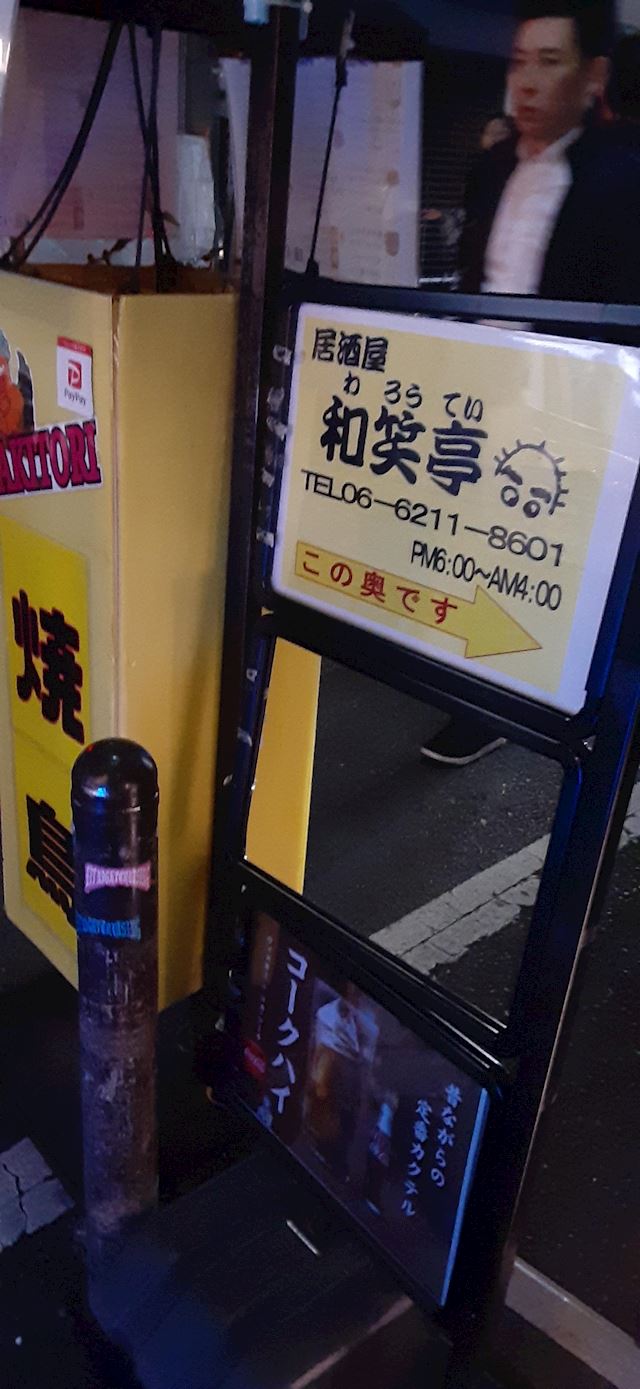 PayPay
AKITORI
焼
鳥
居酒屋
わ ろう てい
和笑亭
TEL06-6211-8601
PM6:00~AM4:00
この奥です
コークハイ
昔ながらの
定番カクテル